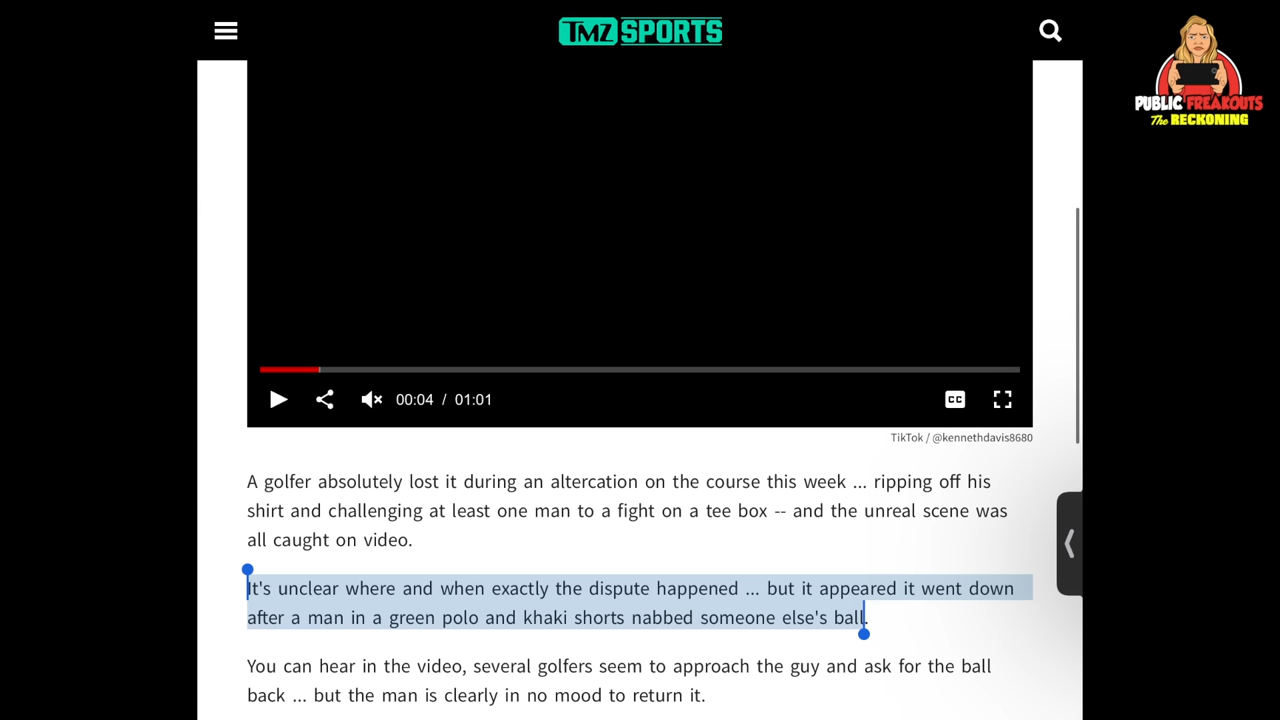 TMZ SPORTS
PUBLIC FREAKOUTS
The RECKONING
00:04 / 01:01
CC
TikTok / @kennethdavis8680
A golfer absolutely lost it during an altercation on the course this week ... ripping off his
shirt and challenging at least one man to a fight on a tee box -- and the unreal scene was
all caught on video.
It's unclear where and when exactly the dispute happened ... but it appeared it went down
after a man in a green polo and khaki shorts nabbed someone else's ball.
You can hear in the video, several golfers seem to approach the guy and ask for the ball
back ... but the man is clearly in no mood to return it.